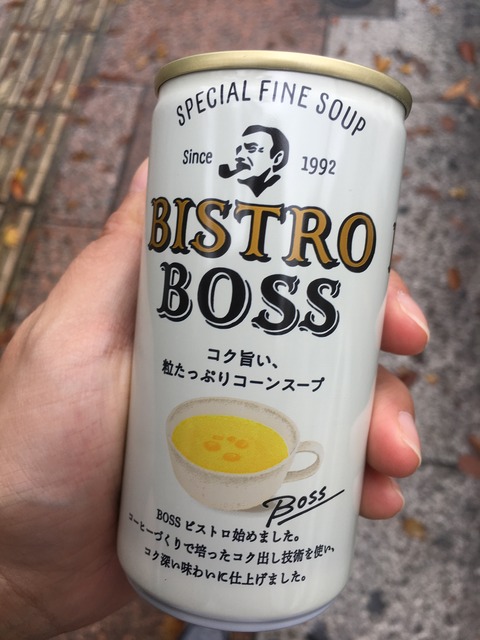 SPECIAL FINE SOUP
Since 1992
BISTRO
BOSS
コク旨い、
粒たっぷりコーンスープ
Boss
BOSS ビストロ始めました。
コーヒーづくりで培ったコク出し技術を使い、
コク深い味わいに仕上げました。